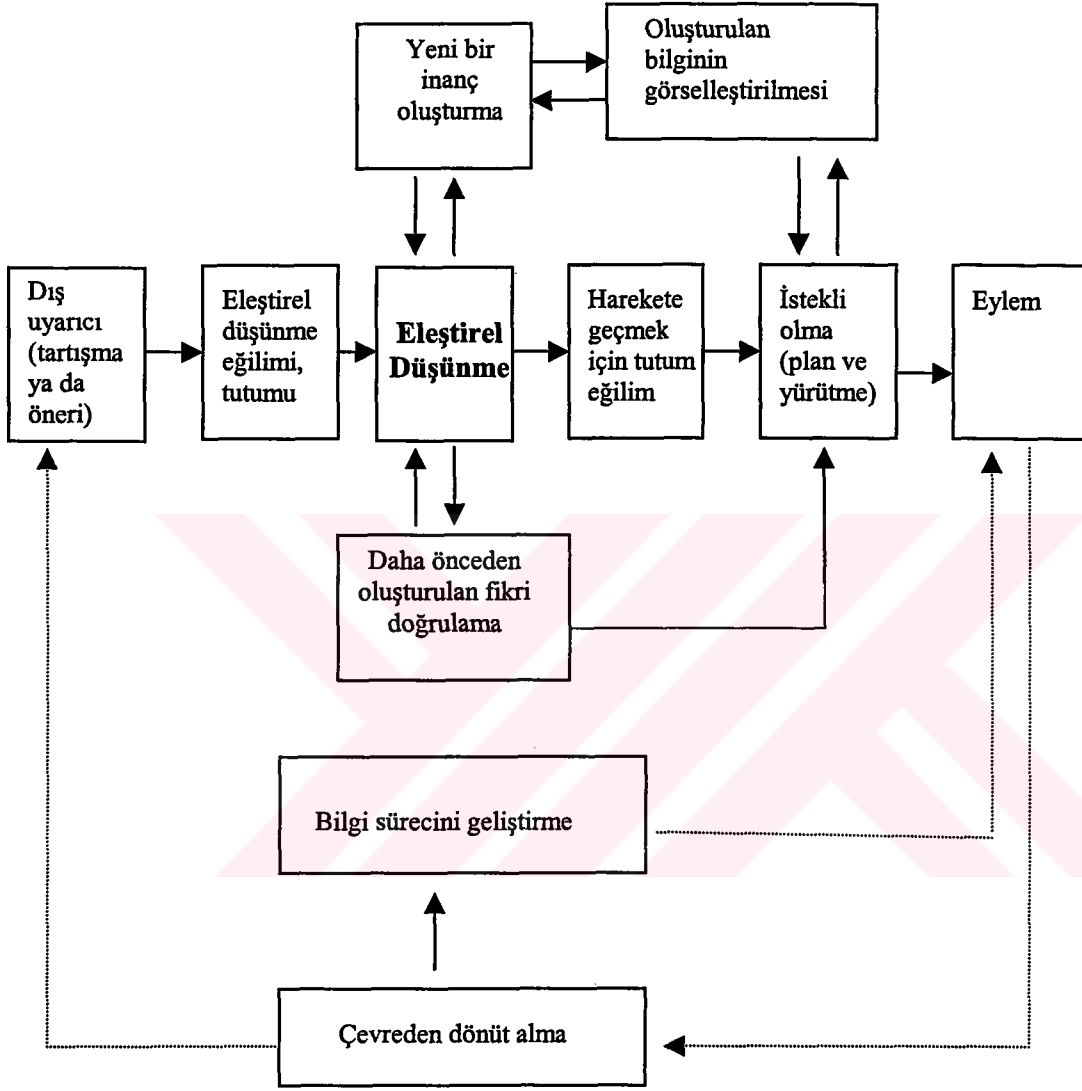 Yeni bir
inanç
oluşturma
Oluşturulan
bilginin
görselleştirilmesi
Dış
uyarıcı
(tartışma
ya da
öneri)
Eleştirel
düşünme
eğilimi,
tutumu
Eleştirel
Düşünme
Harekete
geçmek
için tutum
eğilim
İstekli
olma
(plan ve
yürütme)
Eylem
Daha önceden
oluşturulan fikri
doğrulama
Bilgi sürecini geliştirme
Çevreden dönüt alma